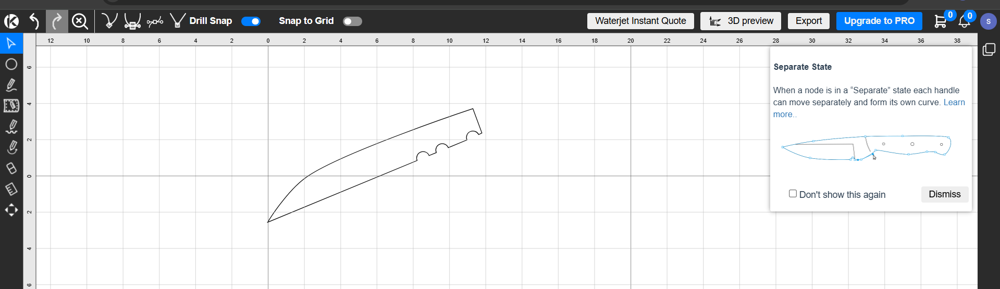 Drill Snap
Snap to Grid
Waterjet Instant Quote
3D preview
Export
Upgrade to PRO
0
0
S
12 10 8 6 4 2 0 2 4 6 8 10 12 14 16 18 20 22 24 26 28 30 32 34 36 38
6
4
2
0
2
4
6
Separate State
When a node is in a “Separate” state each handle
can move separately and form its own curve. Learn
more..
Don't show this again
Dismiss